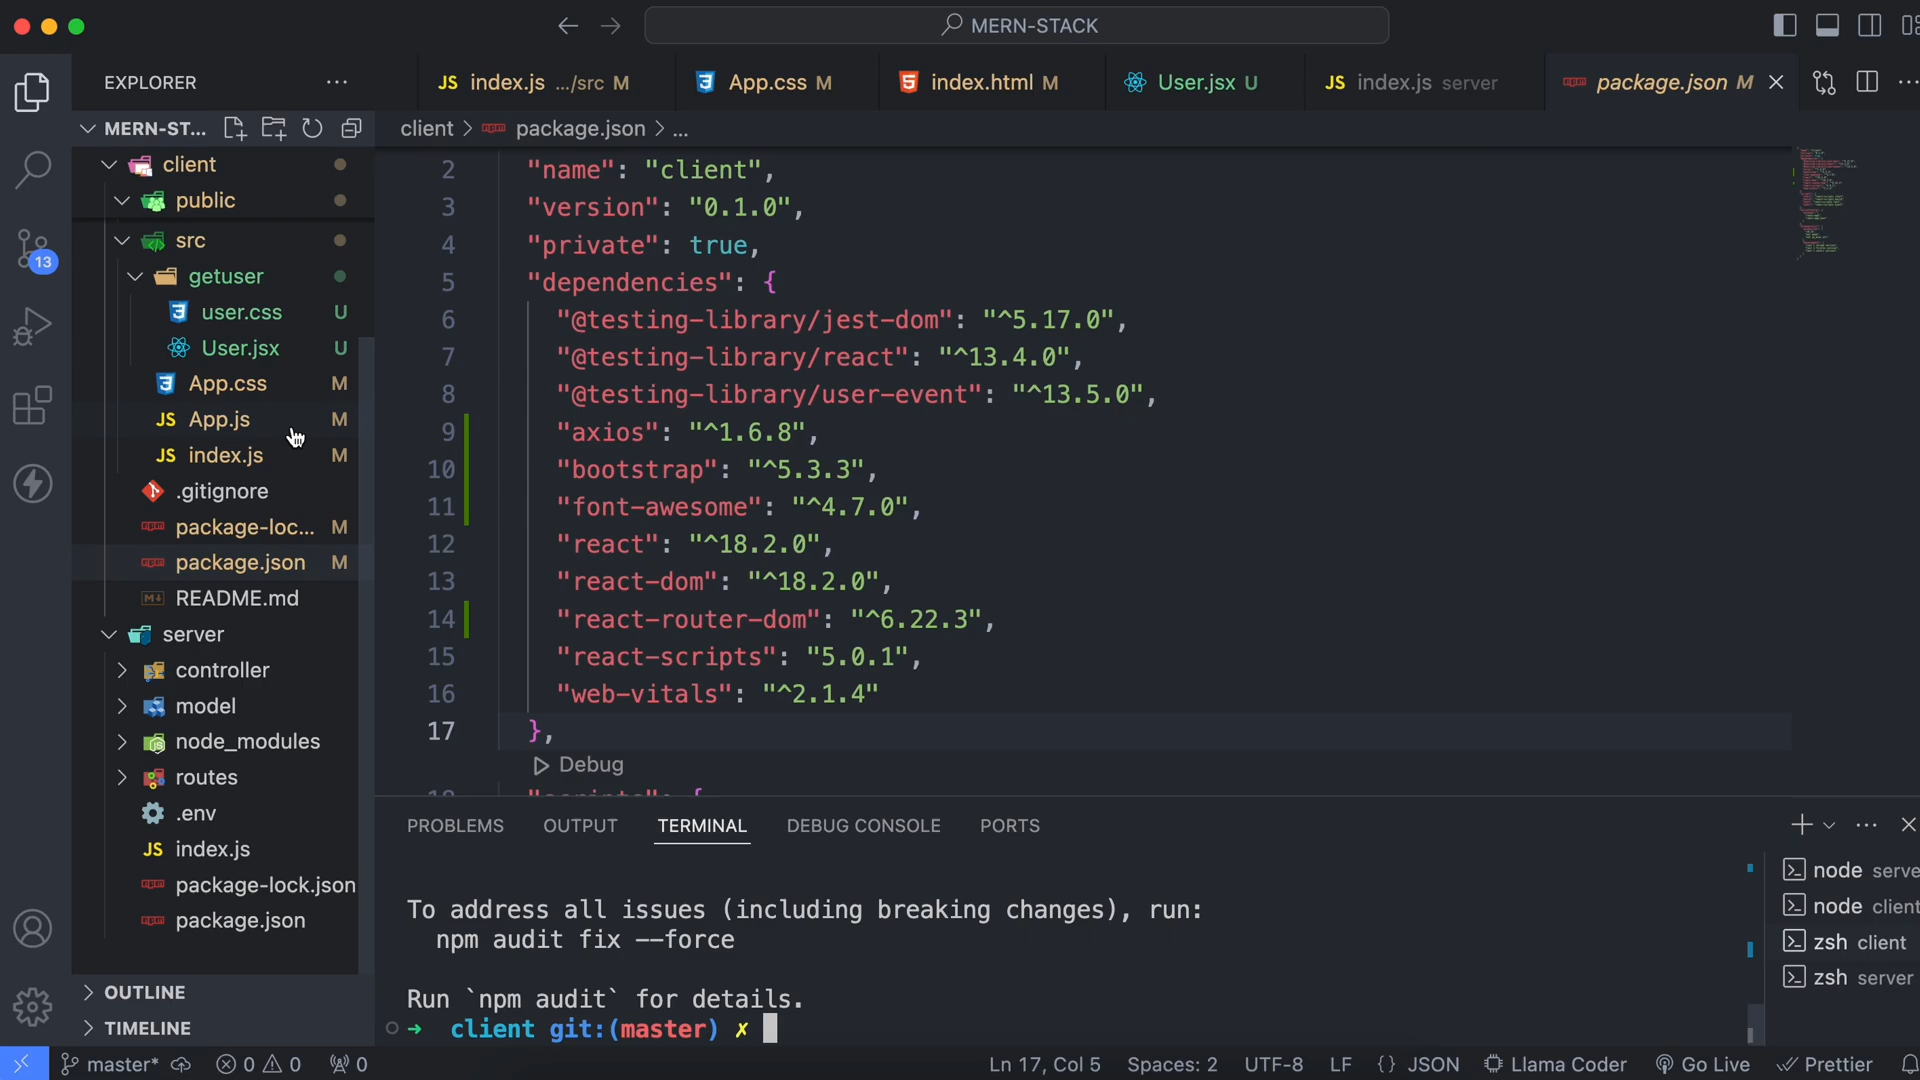 MERN-STACK
EXPLORER
JS index.js .../src M
App.css M
index.html M
User.jsx U
JS index.js server
package.json M
MERN-ST...
client > package.json > ...
client
public
src
getuser
user.css U
User.jsx U
App.css M
JS App.js M
JS index.js M
.gitignore
package-loc... M
package.json M
README.md
server
controller
model
node_modules
routes
.env
JS index.js
package-lock.json
package.json
OUTLINE
TIMELINE
13
2 "name": "client",
3 "version": "0.1.0",
4 "private": true,
5 "dependencies": {
6 "@testing-library/jest-dom": "^5.17.0",
7 "@testing-library/react": "^13.4.0",
8 "@testing-library/user-event": "^13.5.0",
9 "axios": "^1.6.8",
10 "bootstrap": "^5.3.3",
11 "font-awesome": "^4.7.0",
12 "react": "^18.2.0",
13 "react-dom": "^18.2.0",
14 "react-router-dom": "^6.22.3",
15 "react-scripts": "5.0.1",
16 "web-vitals": "^2.1.4"
17 },
Debug
PROBLEMS OUTPUT TERMINAL DEBUG CONSOLE PORTS
To address all issues (including breaking changes), run:
npm audit fix --force
Run `npm audit` for details.
→ client git:(master) ✗
node serve
node client
zsh client
zsh server
master* 0 0 0 Ln 17, Col 5 Spaces: 2 UTF-8 LF {} JSON Llama Coder Go Live Prettier